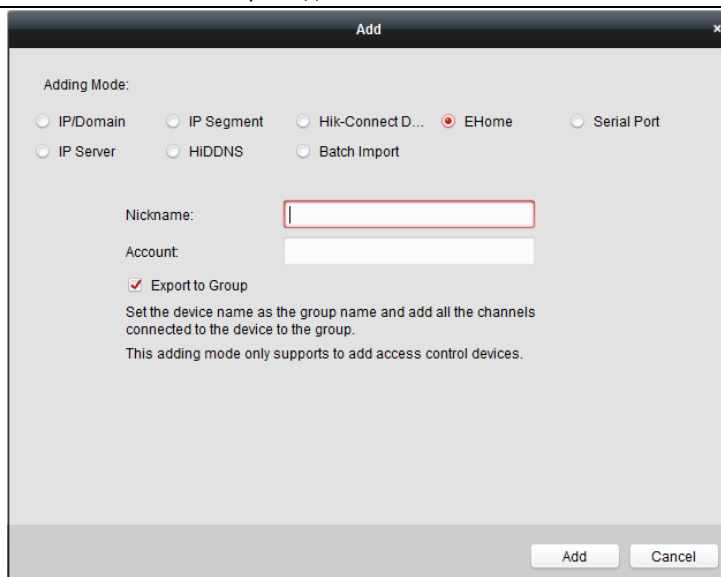 Add
×
Adding Mode:
IP/Domain IP Segment Hik-Connect D... EHome Serial Port
IP Server HiDDNS Batch Import
Nickname:
Account:
Export to Group
Set the device name as the group name and add all the channels
connected to the device to the group.
This adding mode only supports to add access control devices.
Add Cancel